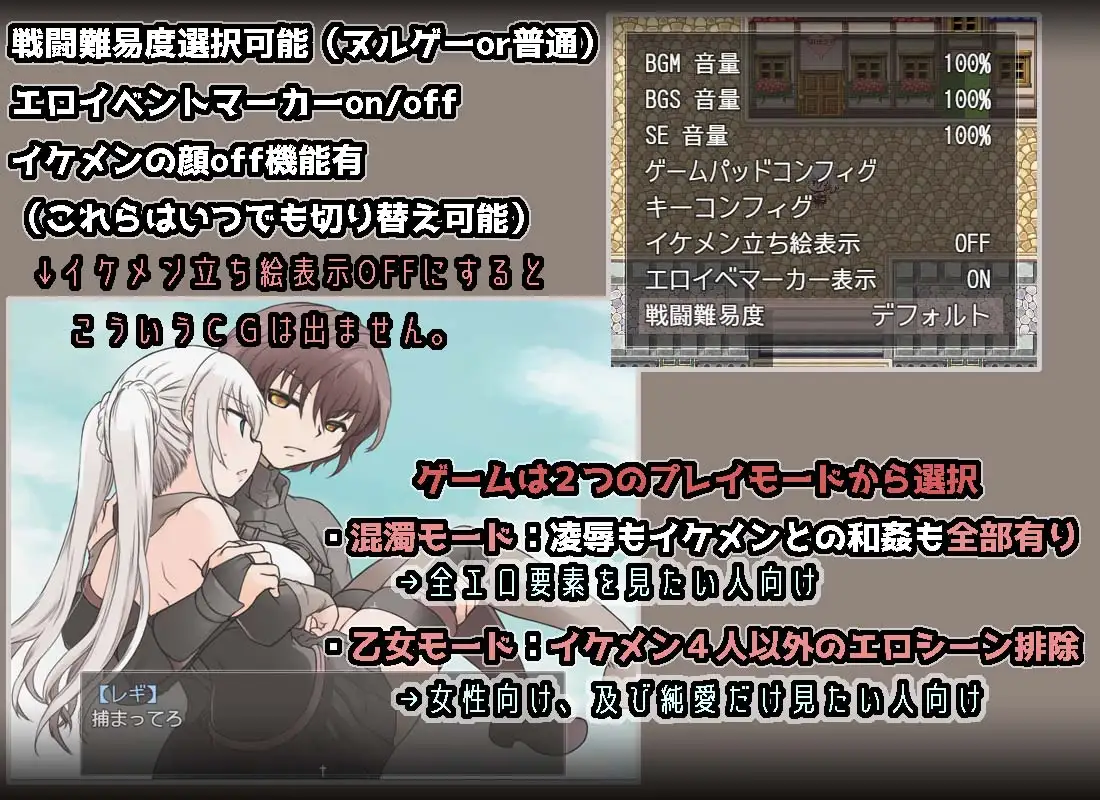 戦闘難易度選択可能（ヌルゲーor普通）
エロイベントマーカーon/off
イケメンの顔off機能有
（これらはいつでも切り替え可能）
↓イケメン立ち絵表示OFFにすると
こういうCGは出ません。
BGM 音量 100%
BGS 音量 100%
SE 音量 100%
ゲームパッドコンフィグ
キーコンフィグ
イケメン立ち絵表示 OFF
エロイベマーカー表示 ON
戦闘難易度 デフォルト
ゲームは2つのプレイモードから選択
・混濁モード：凌辱もイケメンとの和姦も全部有り
→全エロ要素を見たい人向け
・乙女モード：イケメン4人以外のエロシーン排除
→女性向け、及び純愛だけ見たい人向け
【レギ】
捕まってろ